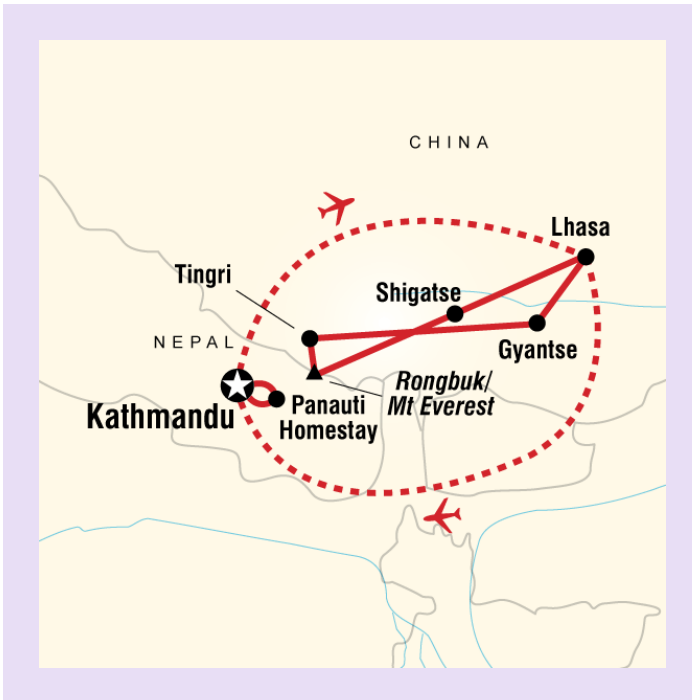 CHINA
Lhasa
Tingri
Shigatse
NEPAL
Gyantse
Rongbuk/
Mt Everest
Kathmandu
Panauti
Homestay